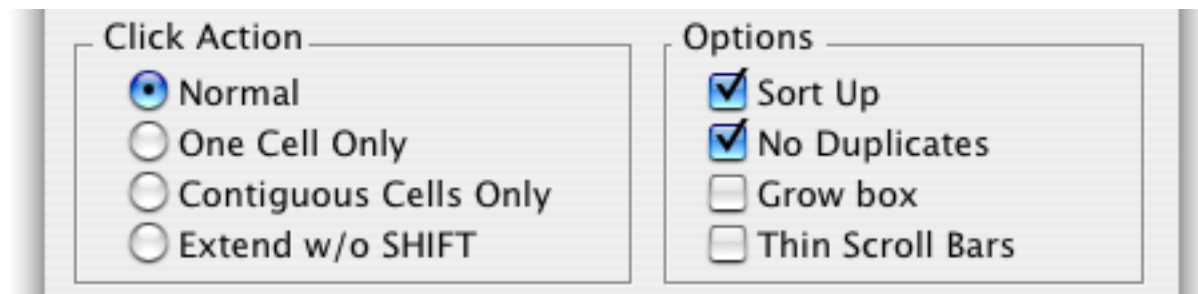 Click Action
Normal
One Cell Only
Contiguous Cells Only
Extend w/o SHIFT
Options
Sort Up
No Duplicates
Grow box
Thin Scroll Bars